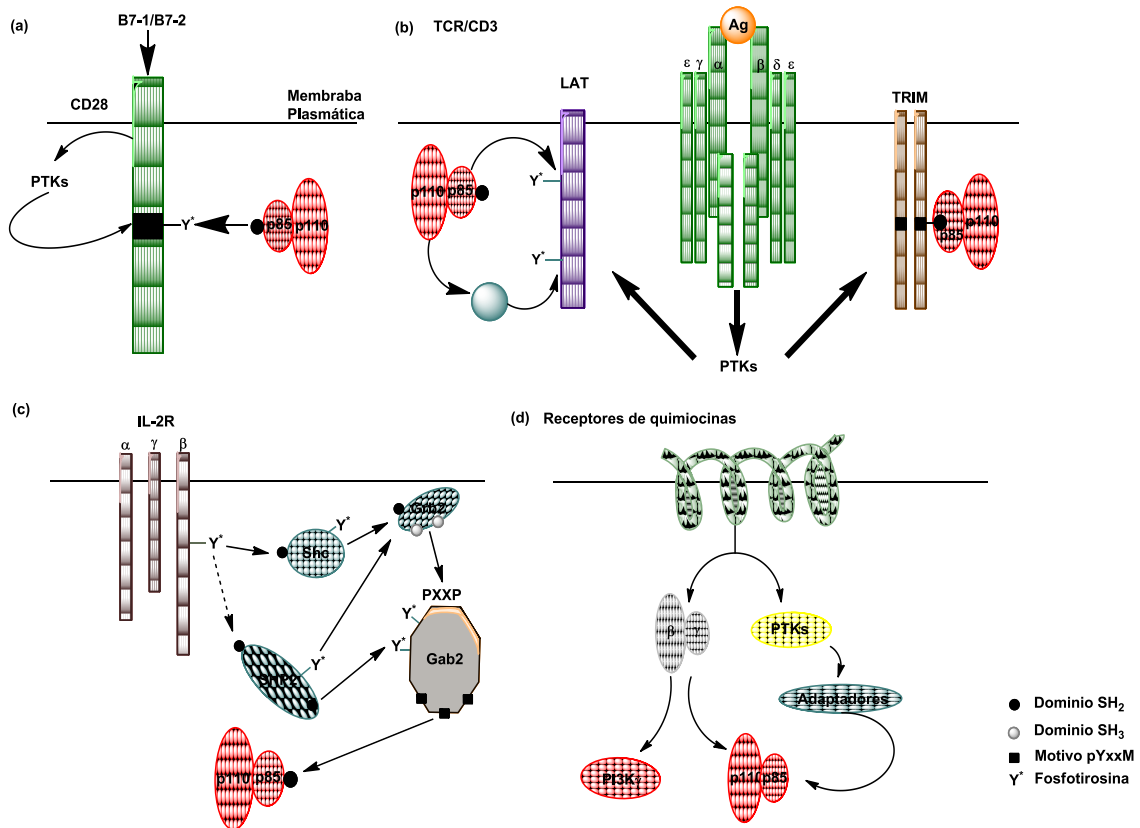 (a)
B7-1/B7-2
CD28
Membraba
Plasmática
PTKs
Y*
p85
p110
(b) TCR/CD3
Ag
ε γ α β δ ε
LAT
TRIM
p110
p85
Y*
Y*
p85
p110
PTKs
(c)
IL-2R
α γ β
Y*
Y*
Shc
Grb2
PXXP
Y*
Y*
Gab2
Y*
SHP2
p110
p85
(d) Receptores de quimiocinas
β
γ
PTKs
Adaptadores
PI3Kγ
p110
p85
Dominio SH2
Dominio SH3
Motivo pYxxM
Y* Fosfotirosina